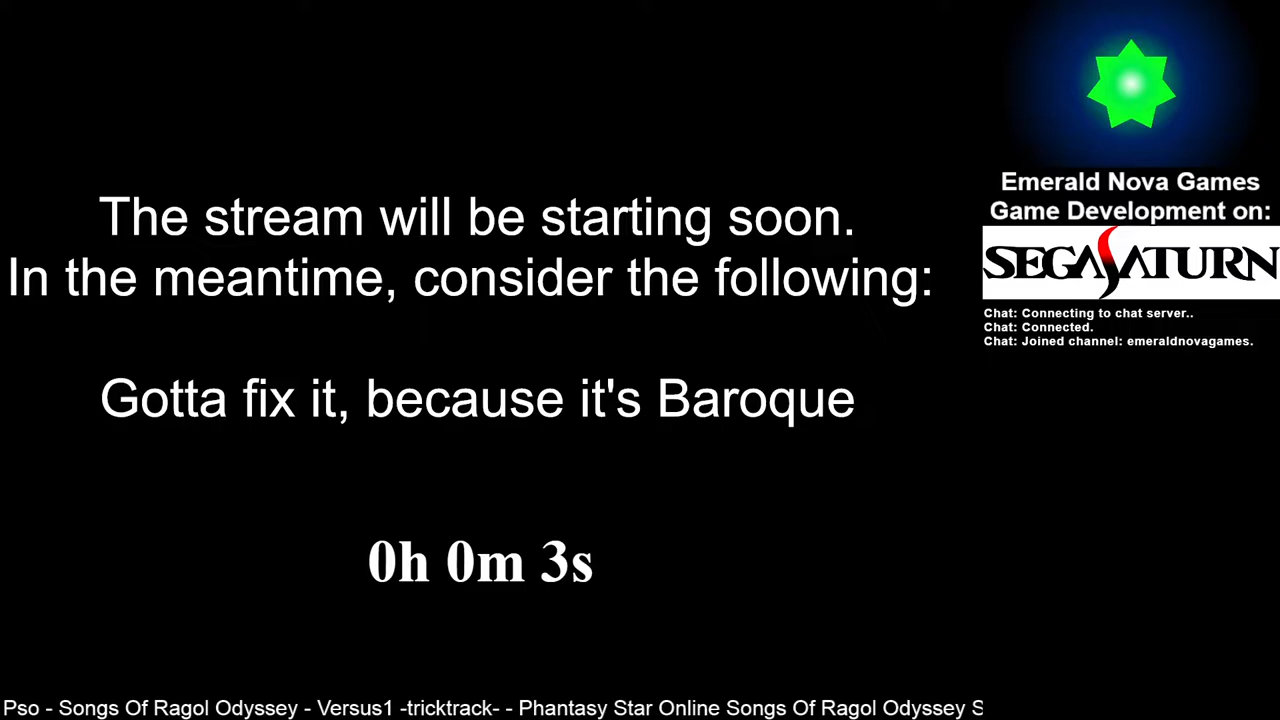 The stream will be starting soon.
In the meantime, consider the following:
Gotta fix it, because it's Baroque
0h 0m 3s
Emerald Nova Games
Game Development on:
SEGA SATURN
Chat: Connecting to chat server..
Chat: Connected.
Chat: Joined channel: emeraldnovagames.
Pso - Songs Of Ragol Odyssey - Versus1 -tricktrack- - Phantasy Star Online Songs Of Ragol Odyssey S